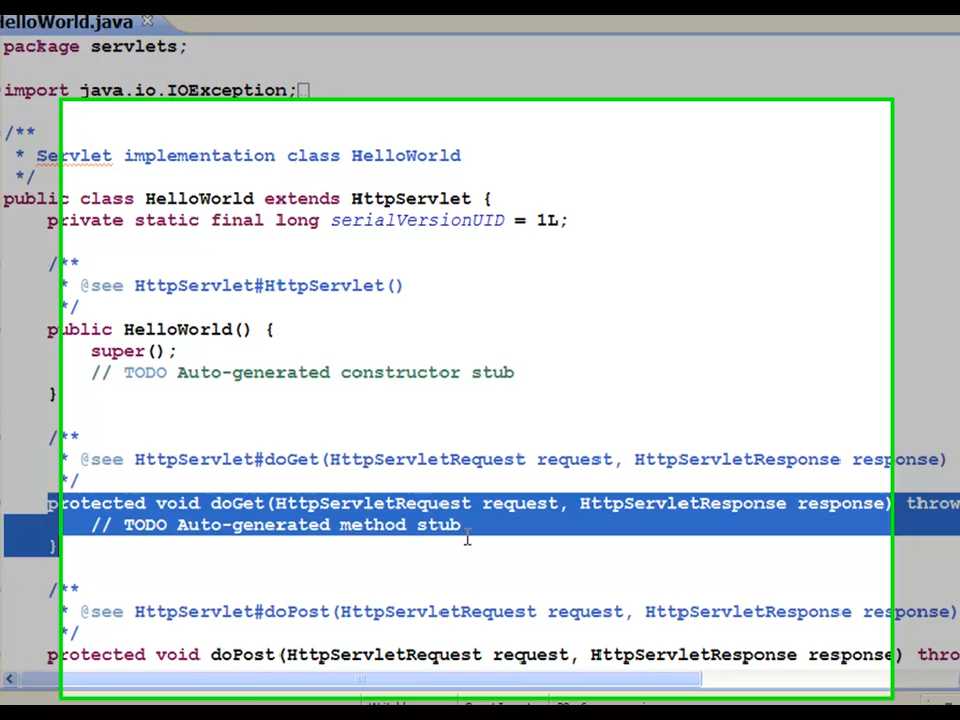 HelloWorld.java
package servlets;
import java.io.IOException;
/**
* Servlet implementation class HelloWorld
*/
public class HelloWorld extends HttpServlet {
private static final long serialVersionUID = 1L;
/**
* @see HttpServlet#HttpServlet()
*/
public HelloWorld() {
super();
// TODO Auto-generated constructor stub
}
/**
* @see HttpServlet#doGet(HttpServletRequest request, HttpServletResponse response)
*/
protected void doGet(HttpServletRequest request, HttpServletResponse response) throw
// TODO Auto-generated method stub
}
/**
* @see HttpServlet#doPost(HttpServletRequest request, HttpServletResponse response)
*/
protected void doPost(HttpServletRequest request, HttpServletResponse response) thro